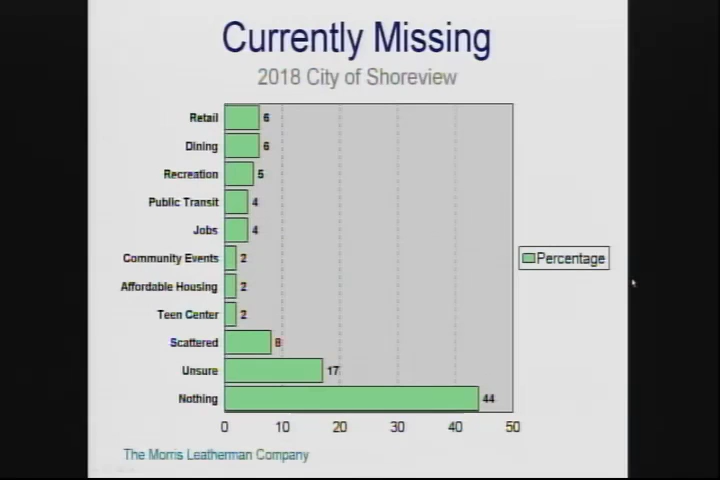 Currently Missing
2018 City of Shoreview
Retail 6
Dining 6
Recreation 5
Public Transit 4
Jobs 4
Community Events 2
Affordable Housing 2
Teen Center 2
Scattered 8
Unsure 17
Nothing 44
0 10 20 30 40 50
Percentage
The Morris Leatherman Company